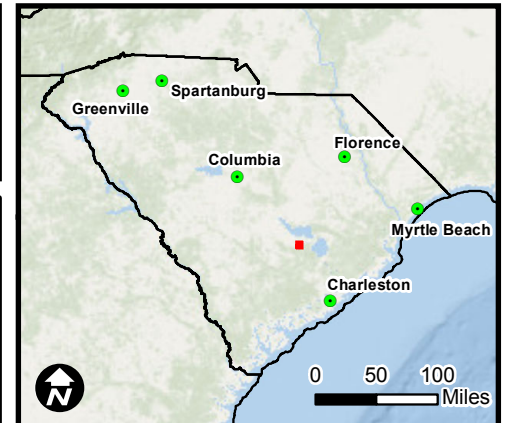 Spartanburg
Greenville
Florence
Columbia
Myrtle Beach
Charleston
0 50 100
Miles
N